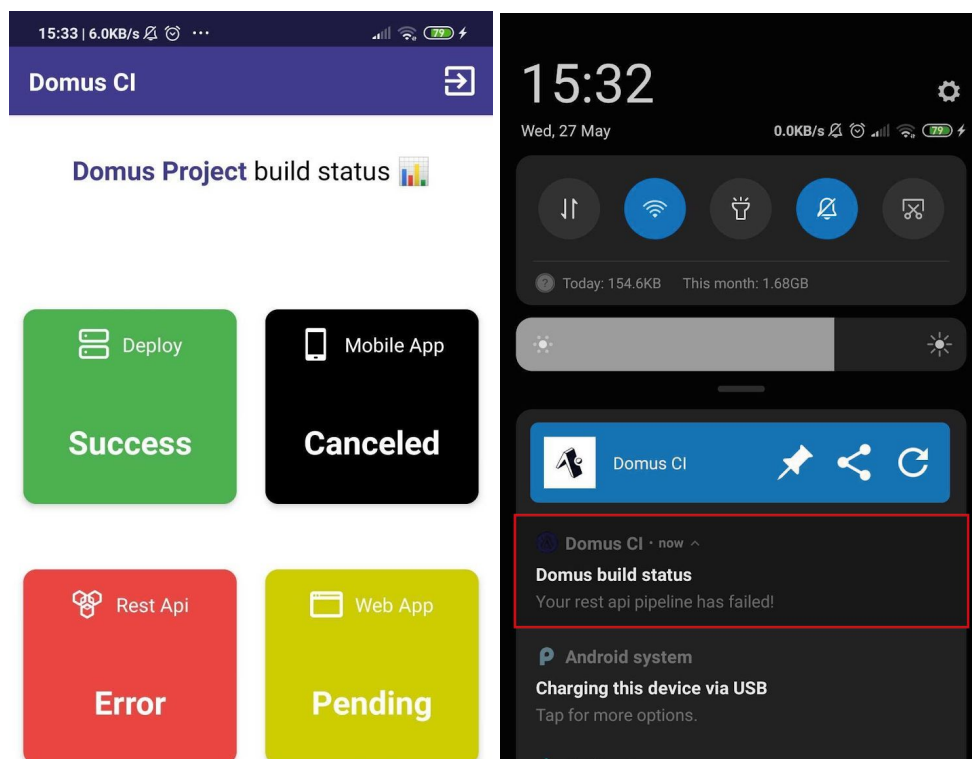 15:33 | 6.0KB/s ... 79
Domus CI
Domus Project build status
Deploy
Success
Mobile App
Canceled
Rest Api
Error
Web App
Pending
15:32
Wed, 27 May
0.0KB/s 79
Today: 154.6KB This month: 1.68GB
Domus CI
Domus CI · now
Domus build status
Your rest api pipeline has failed!
Android system
Charging this device via USB
Tap for more options.